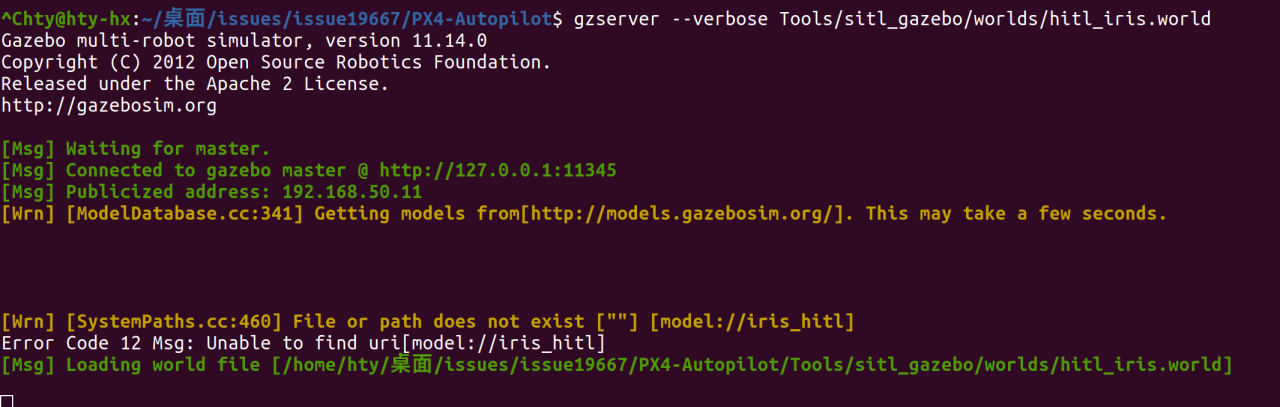 ^Chty@hty-hx:~/桌面/issues/issue19667/PX4-Autopilot$ gzserver --verbose Tools/sitl_gazebo/worlds/hitl_iris.world
Gazebo multi-robot simulator, version 11.14.0
Copyright (C) 2012 Open Source Robotics Foundation.
Released under the Apache 2 License.
http://gazebosim.org
[Msg] Waiting for master.
[Msg] Connected to gazebo master @ http://127.0.0.1:11345
[Msg] Publicized address: 192.168.50.11
[Wrn] [ModelDatabase.cc:341] Getting models from[http://models.gazebosim.org/]. This may take a few seconds.
[Wrn] [SystemPaths.cc:460] File or path does not exist [""] [model://iris_hitl]
Error Code 12 Msg: Unable to find uri[model://iris_hitl]
[Msg] Loading world file [/home/hty/桌面/issues/issue19667/PX4-Autopilot/Tools/sitl_gazebo/worlds/hitl_iris.world]